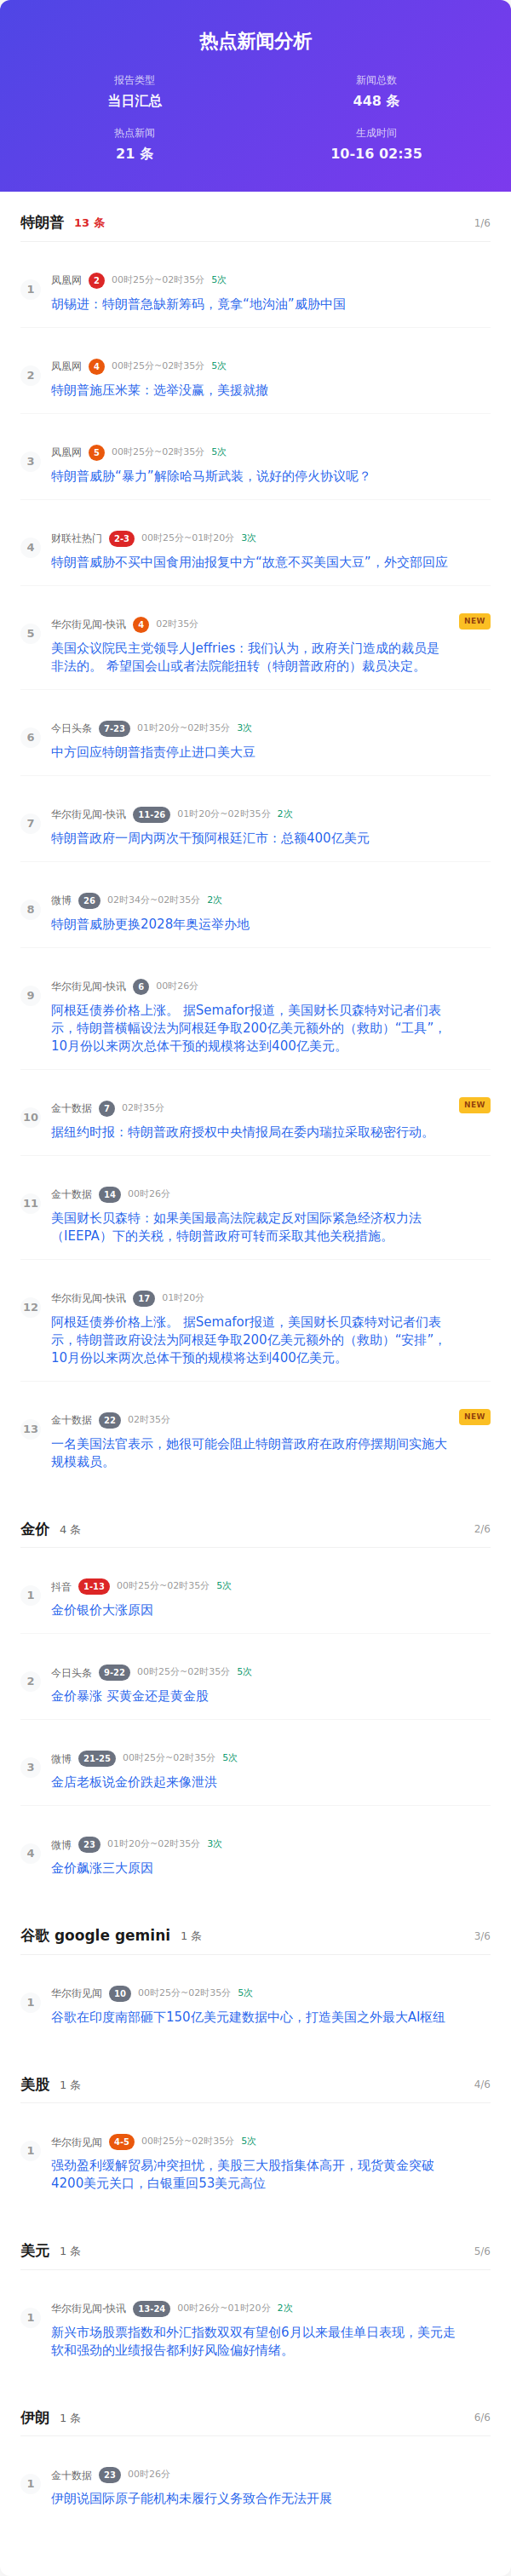 热点新闻分析
报告类型
当日汇总
新闻总数
448 条
热点新闻
21 条
生成时间
10-16 02:35
特朗普 13 条 1/6
1
凤凰网 2 00时25分~02时35分 5次
胡锡进：特朗普急缺新筹码，竟拿“地沟油”威胁中国
2
凤凰网 4 00时25分~02时35分 5次
特朗普施压米莱：选举没赢，美援就撤
3
凤凰网 5 00时25分~02时35分 5次
特朗普威胁“暴力”解除哈马斯武装，说好的停火协议呢？
4
财联社热门 2-3 00时25分~01时20分 3次
特朗普威胁不买中国食用油报复中方“故意不买美国大豆”，外交部回应
5
华尔街见闻-快讯 4 02时35分 NEW
美国众议院民主党领导人Jeffries：我们认为，政府关门造成的裁员是
非法的。 希望国会山或者法院能扭转（特朗普政府的）裁员决定。
6
今日头条 7-23 01时20分~02时35分 3次
中方回应特朗普指责停止进口美大豆
7
华尔街见闻-快讯 11-26 01时20分~02时35分 2次
特朗普政府一周内两次干预阿根廷汇市：总额400亿美元
8
微博 26 02时34分~02时35分 2次
特朗普威胁更换2028年奥运举办地
9
华尔街见闻-快讯 6 00时26分
阿根廷债券价格上涨。 据Semafor报道，美国财长贝森特对记者们表
示，特朗普横幅设法为阿根廷争取200亿美元额外的（救助）“工具”，
10月份以来两次总体干预的规模将达到400亿美元。
10
金十数据 7 02时35分 NEW
据纽约时报：特朗普政府授权中央情报局在委内瑞拉采取秘密行动。
11
金十数据 14 00时26分
美国财长贝森特：如果美国最高法院裁定反对国际紧急经济权力法
（IEEPA）下的关税，特朗普政府可转而采取其他关税措施。
12
华尔街见闻-快讯 17 01时20分
阿根廷债券价格上涨。 据Semafor报道，美国财长贝森特对记者们表
示，特朗普政府设法为阿根廷争取200亿美元额外的（救助）“安排”，
10月份以来两次总体干预的规模将达到400亿美元。
13
金十数据 22 02时35分 NEW
一名美国法官表示，她很可能会阻止特朗普政府在政府停摆期间实施大
规模裁员。
金价 4 条 2/6
1
抖音 1-13 00时25分~02时35分 5次
金价银价大涨原因
2
今日头条 9-22 00时25分~02时35分 5次
金价暴涨 买黄金还是黄金股
3
微博 21-25 00时25分~02时35分 5次
金店老板说金价跌起来像泄洪
4
微博 23 01时20分~02时35分 3次
金价飙涨三大原因
谷歌 google gemini 1 条 3/6
1
华尔街见闻 10 00时25分~02时35分 5次
谷歌在印度南部砸下150亿美元建数据中心，打造美国之外最大AI枢纽
美股 1 条 4/6
1
华尔街见闻 4-5 00时25分~02时35分 5次
强劲盈利缓解贸易冲突担忧，美股三大股指集体高开，现货黄金突破
4200美元关口，白银重回53美元高位
美元 1 条 5/6
1
华尔街见闻-快讯 13-24 00时26分~01时20分 2次
新兴市场股票指数和外汇指数双双有望创6月以来最佳单日表现，美元走
软和强劲的业绩报告都利好风险偏好情绪。
伊朗 1 条 6/6
1
金十数据 23 00时26分
伊朗说国际原子能机构未履行义务致合作无法开展